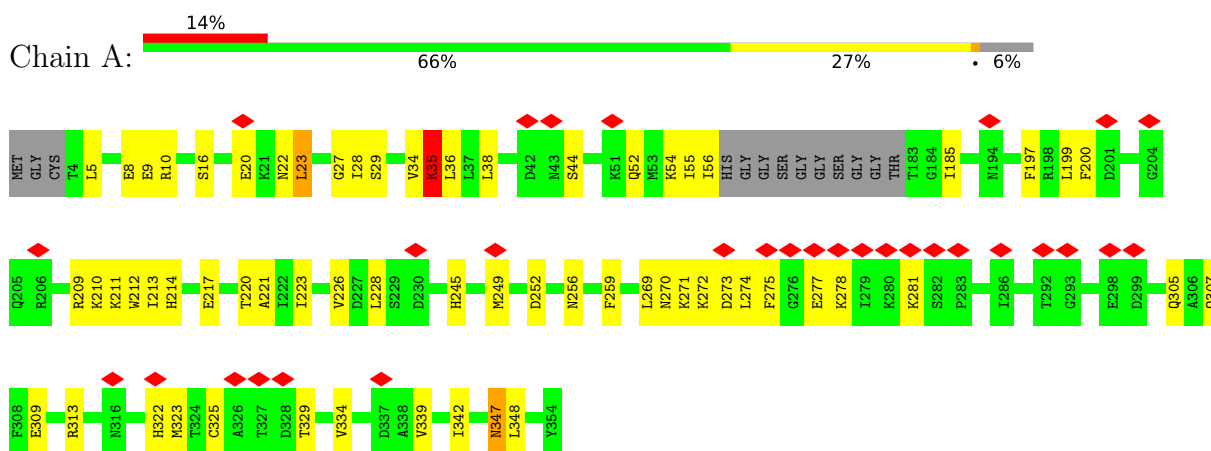 14%
Chain A:
66% 27% • 6%
MET GLY CYS T4 L5 E8 E9 R10 S16 E20 K21 N22 L23 G27 I28 S29 V34 K35 L36 L37 L38 D42 N43 S44 K51 Q52 M53 K54 I55 I56 HIS GLY GLY SER GLY GLY SER GLY GLY THR T183 G184 I185 N194 F197 R198 L199 F200 D201 G204
Q205 R206 R209 K210 K211 W212 I213 H214 E217 T220 A221 I222 I223 V226 D227 L228 S229 D230 H245 M249 D252 N256 F259 L269 N270 K271 K272 D273 L274 F275 G276 E277 K278 I279 K280 K281 S282 P283 I286 T292 G293 E298 D299 Q305 A306
F308 E309 R313 N316 H322 M323 T324 C325 A326 T327 D328 T329 V334 D337 A338 V339 I342 N347 L348 Y354